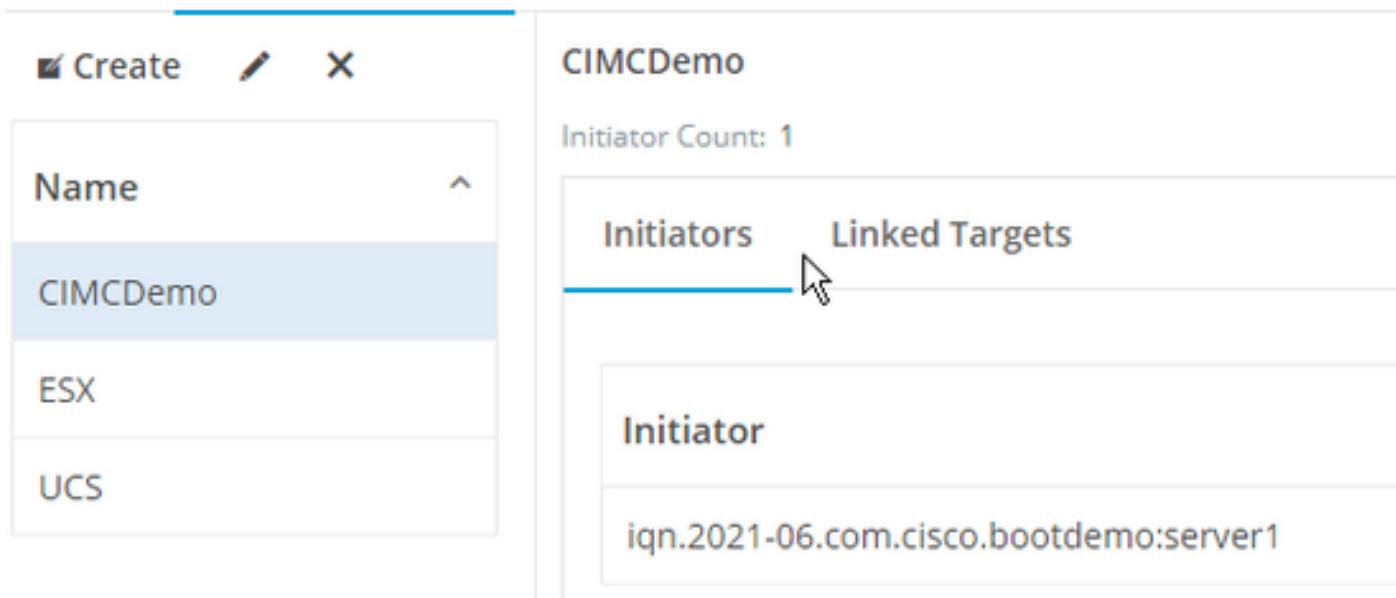 Create
Name
CIMCDemo
ESX
UCS
CIMCDemo
Initiator Count: 1
Initiators Linked Targets
Initiator
iqn.2021-06.com.cisco.bootdemo:server1